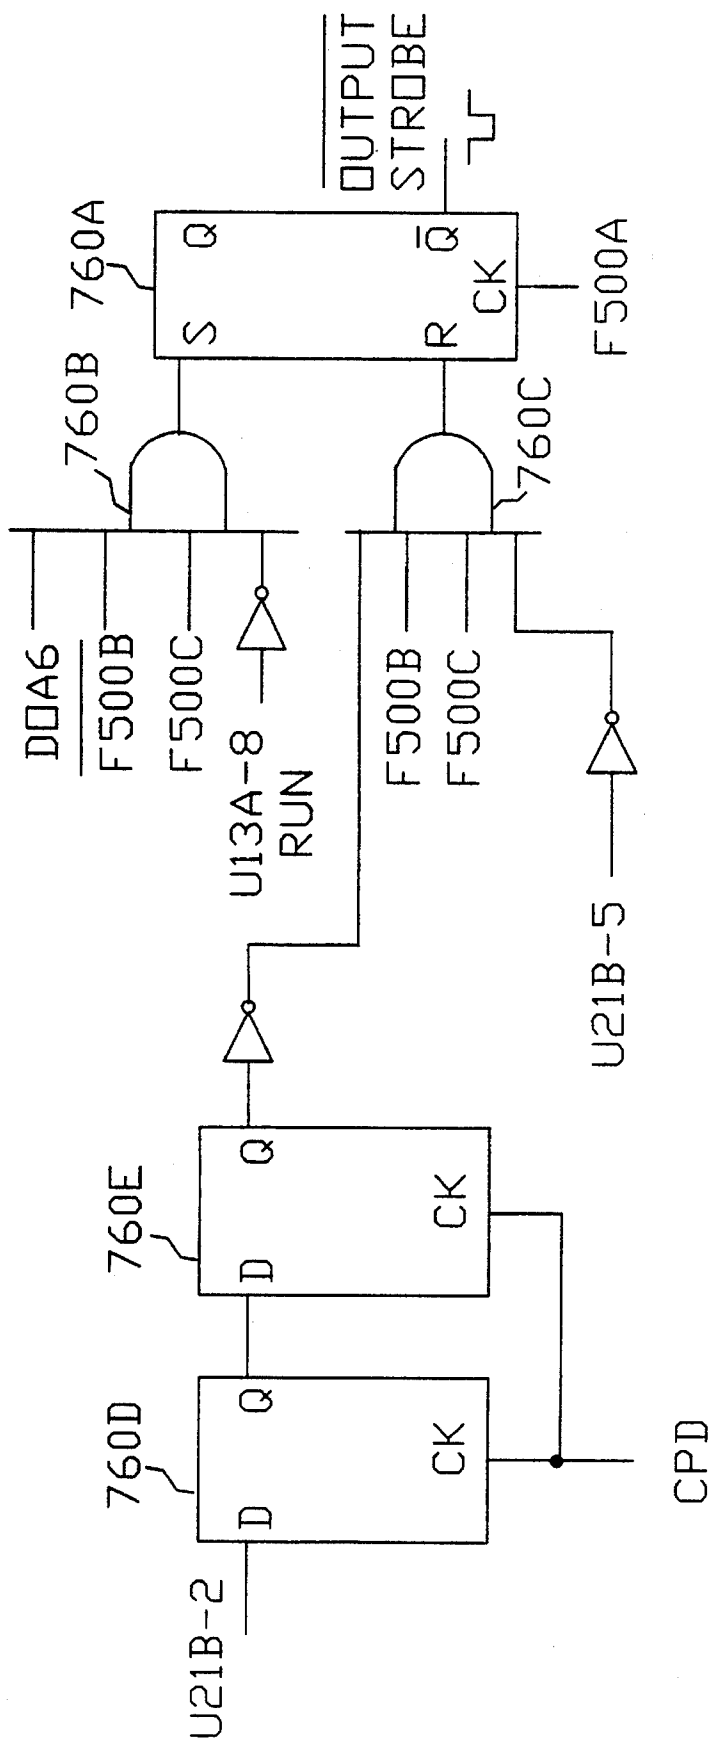 U21B-2
760D
D
Q
CK
CPD
760E
D
Q
CK
DOA6
F500B
F500C
U13A-8
RUN
760B
F500B
F500C
U21B-5
760C
760A
S
Q
R
Q̅
CK
F500A
OUTPUT
STROBE